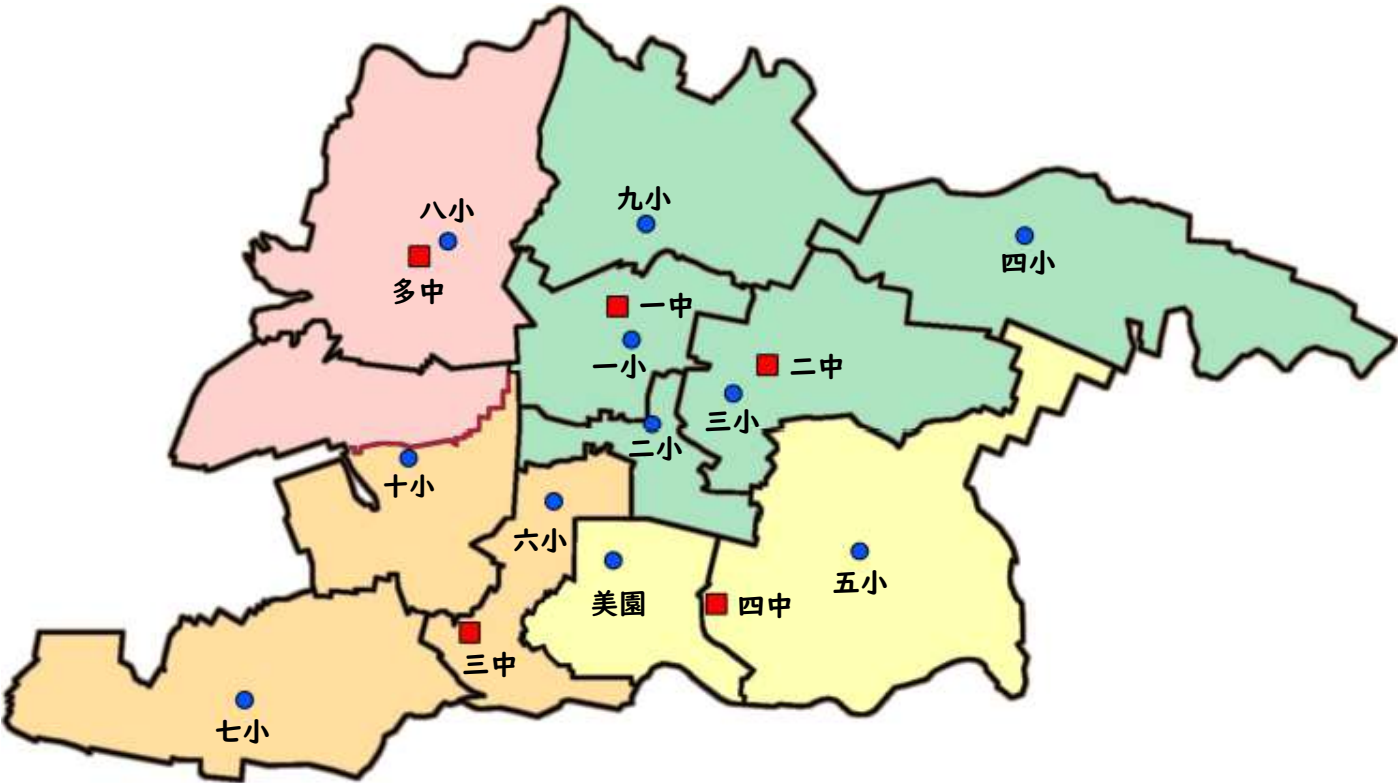 九小
八小
四小
多中
一中
一小
二中
三小
二小
十小
六小
五小
美園
四中
三中
七小